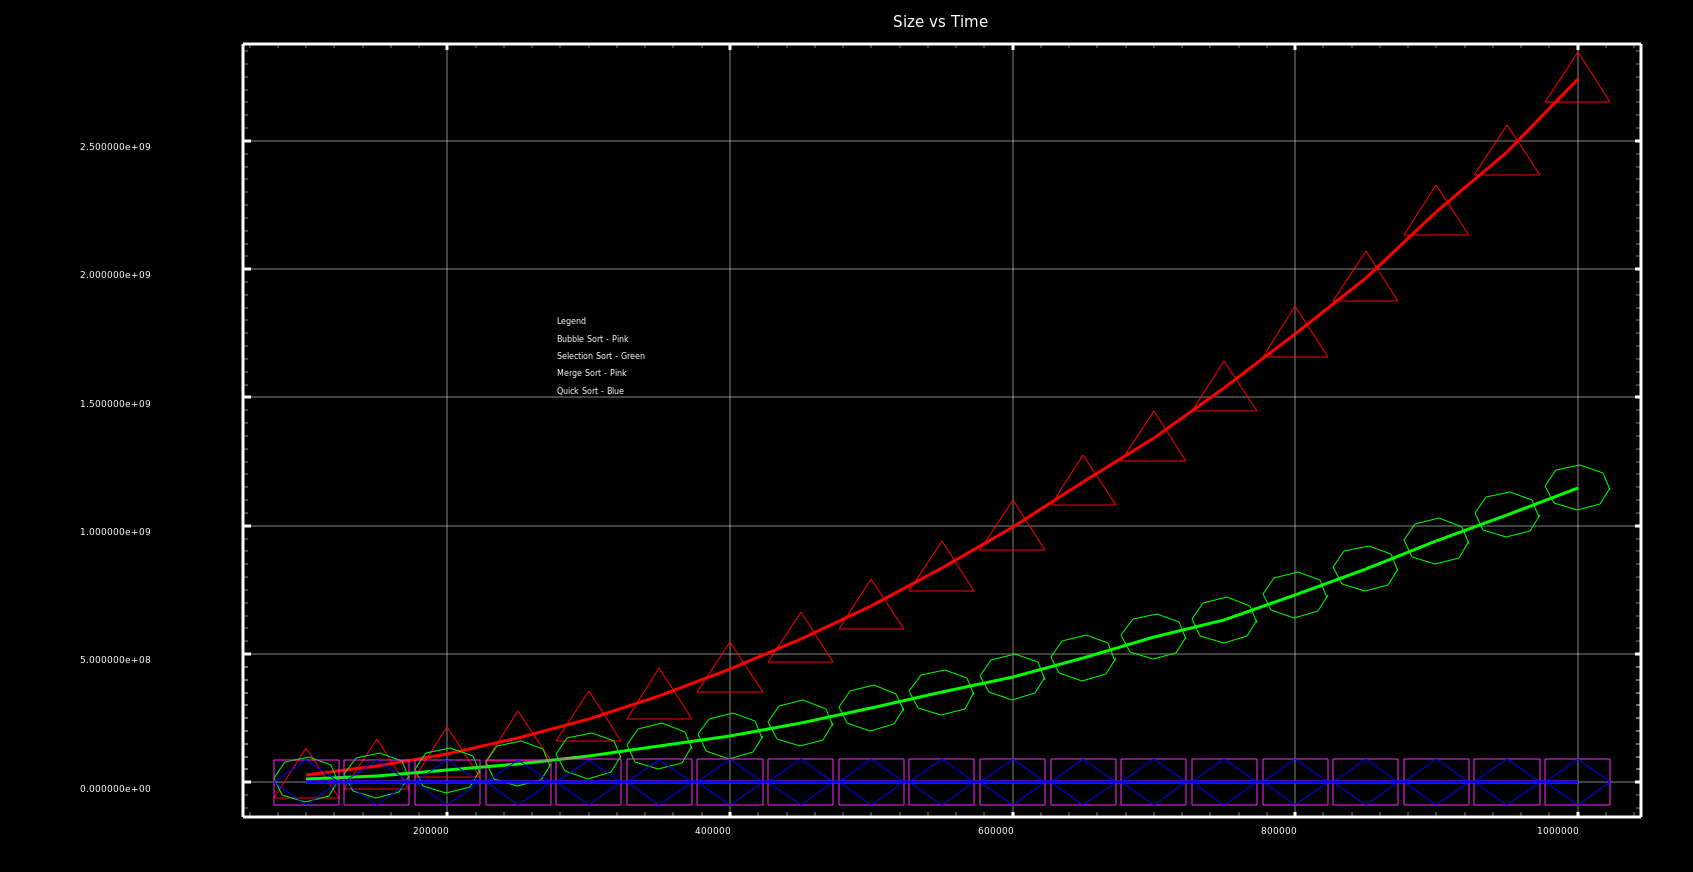 Size vs Time
2.500000e+09
2.000000e+09
1.500000e+09
1.000000e+09
5.000000e+08
0.000000e+00
Legend
Bubble Sort - Pink
Selection Sort - Green
Merge Sort - Pink
Quick Sort - Blue
200000
400000
600000
800000
1000000